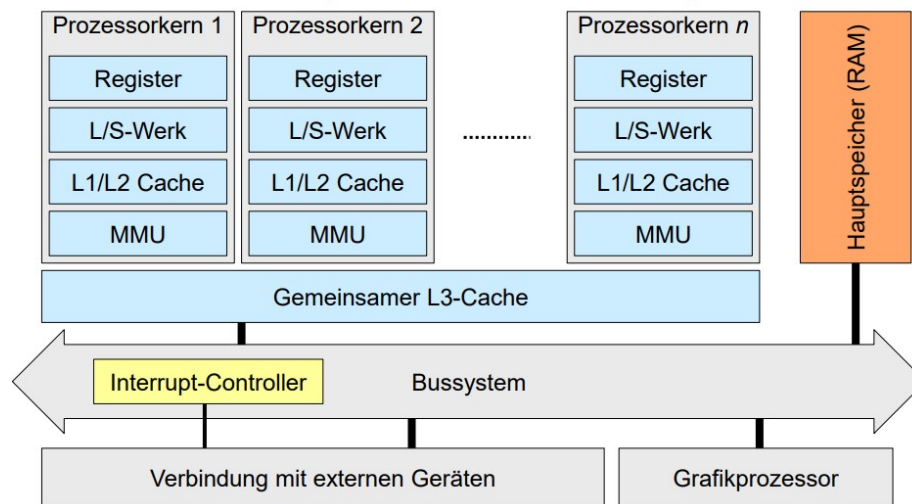 Prozessorkern 1
Register
L/S-Werk
L1/L2 Cache
MMU
Prozessorkern 2
Register
L/S-Werk
L1/L2 Cache
MMU
Prozessorkern n
Register
L/S-Werk
L1/L2 Cache
MMU
Hauptspeicher (RAM)
Gemeinsamer L3-Cache
Interrupt-Controller
Bussystem
Verbindung mit externen Geräten
Grafikprozessor